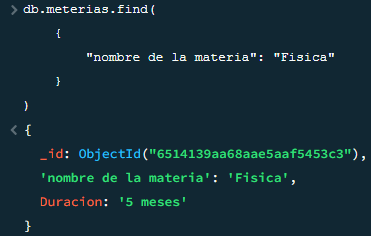 > db.meterias.find(
{
"nombre de la materia": "Fisica"
}
)
< {
_id: ObjectId("6514139aa68aae5aaf5453c3"),
'nombre de la materia': 'Fisica',
Duracion: '5 meses'
}